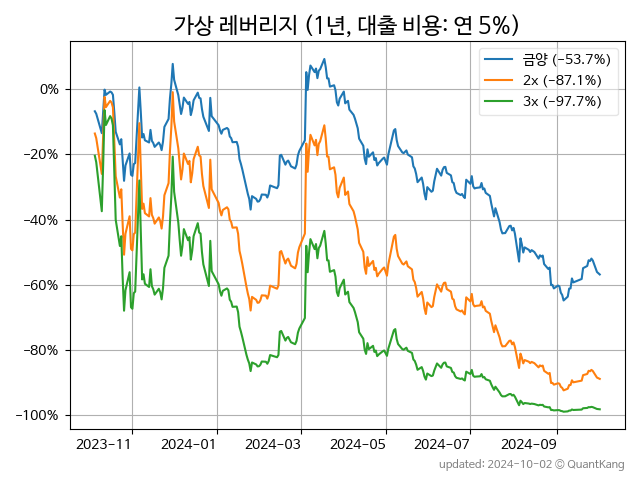 가상 레버리지 (1년, 대출 비용: 연 5%)
금양 (−53.7%)
2x (−87.1%)
3x (−97.7%)
0%
−20%
−40%
−60%
−80%
−100%
2023-11 2024-01 2024-03 2024-05 2024-07 2024-09
updated: 2024-10-02 © QuantKang